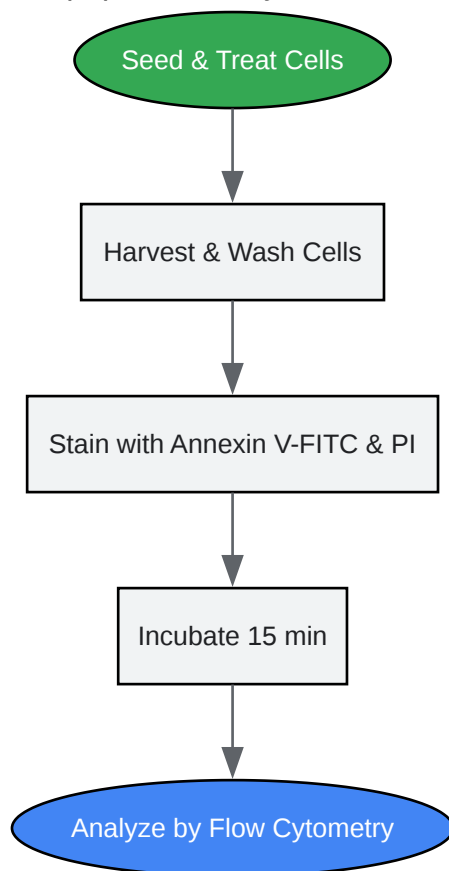 Seed & Treat Cells
Harvest & Wash Cells
Stain with Annexin V-FITC & PI
Incubate 15 min
Analyze by Flow Cytometry